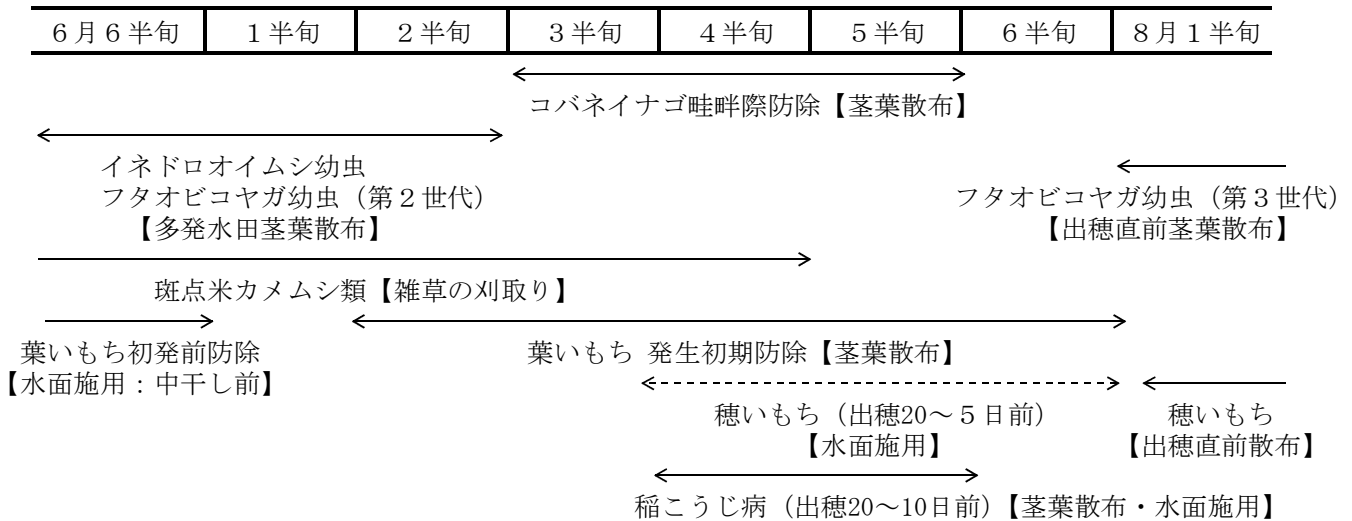 6月6半旬 1半旬 2半旬 3半旬 4半旬 5半旬 6半旬 8月1半旬
コバネイナゴ畦畔際防除【茎葉散布】
イネドロオイムシ幼虫
フタオビコヤガ幼虫（第2世代）
【多発水田茎葉散布】
フタオビコヤガ幼虫（第3世代）
【出穂直前茎葉散布】
斑点米カメムシ類【雑草の刈取り】
葉いもち初発前防除
【水面施用：中干し前】
葉いもち 発生初期防除【茎葉散布】
穂いもち（出穂20～5日前）
【水面施用】
穂いもち
【出穂直前散布】
稲こうじ病（出穂20～10日前）【茎葉散布・水面施用】